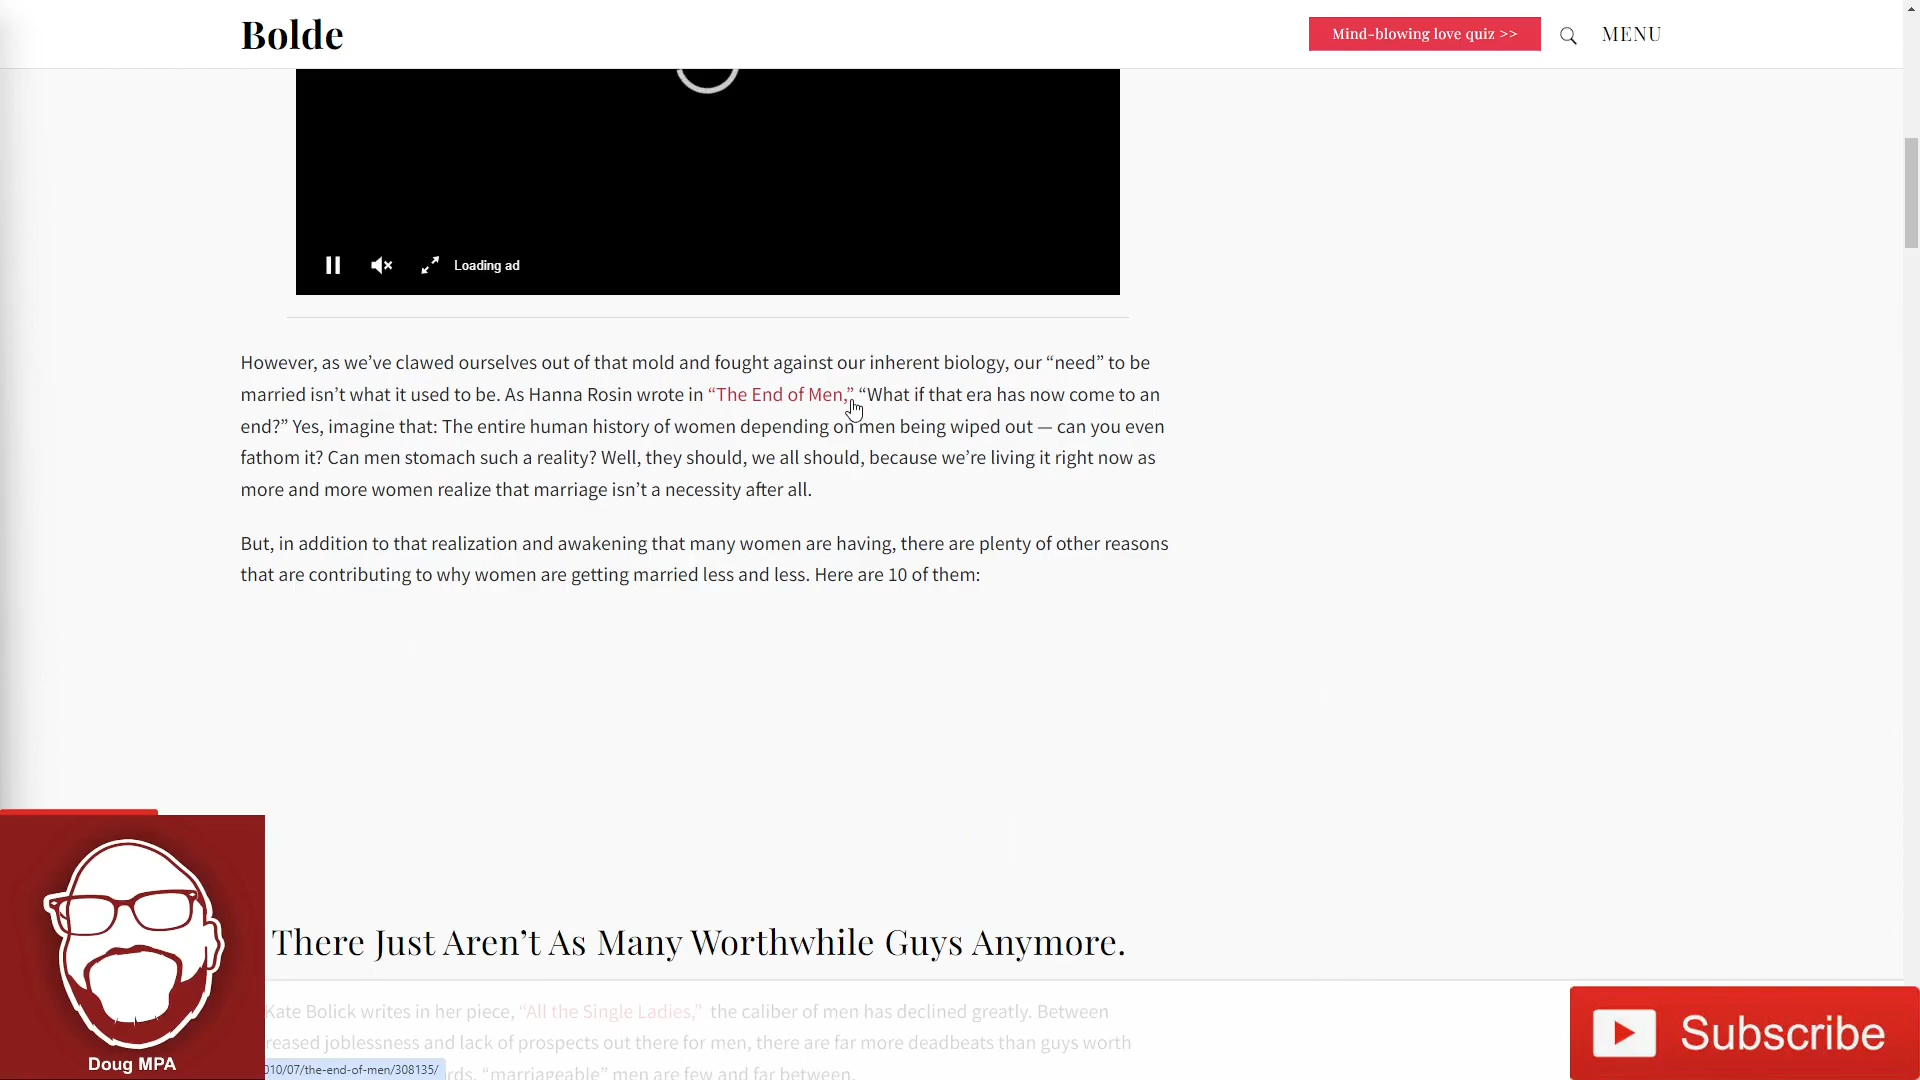 Bolde
Mind-blowing love quiz >>
MENU
Loading ad
However, as we’ve clawed ourselves out of that mold and fought against our inherent biology, our “need” to be
married isn’t what it used to be. As Hanna Rosin wrote in “The End of Men,” “What if that era has now come to an
end?” Yes, imagine that: The entire human history of women depending on men being wiped out — can you even
fathom it? Can men stomach such a reality? Well, they should, we all should, because we’re living it right now as
more and more women realize that marriage isn’t a necessity after all.
But, in addition to that realization and awakening that many women are having, there are plenty of other reasons
that are contributing to why women are getting married less and less. Here are 10 of them:
There Just Aren’t As Many Worthwhile Guys Anymore.
Kate Bolick writes in her piece, “All the Single Ladies,” the caliber of men has declined greatly. Between
reased joblessness and lack of prospects out there for men, there are far more deadbeats than guys worth
010/07/the-end-of-men/308135/
rds, “marriageable” men are few and far between.
Doug MPA
Subscribe